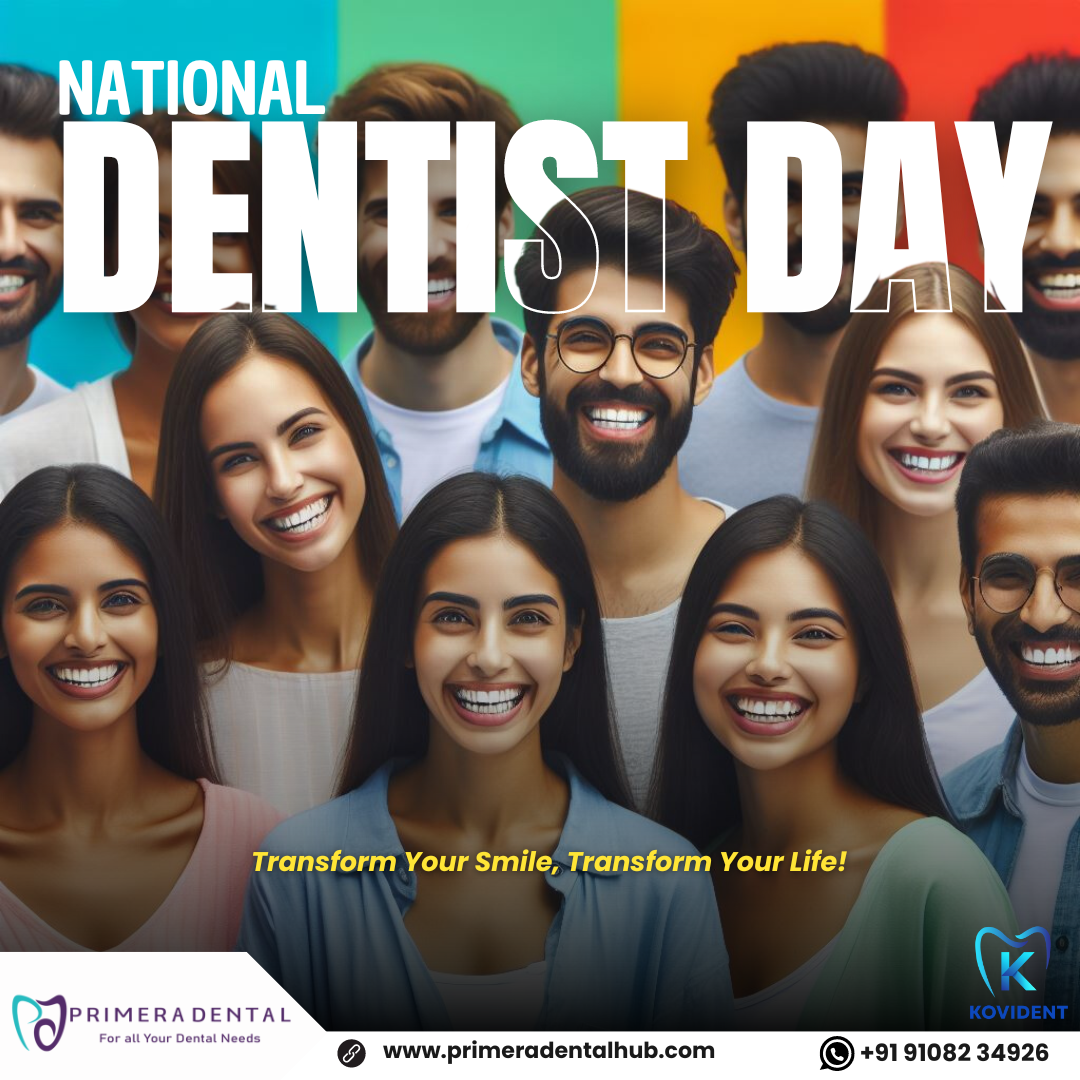 NATIONAL
DENTIST DAY
Transform Your Smile, Transform Your Life!
K
KOVIDENT
PRIMERA DENTAL
For all Your Dental Needs
www.primeradentalhub.com
+91 91082 34926